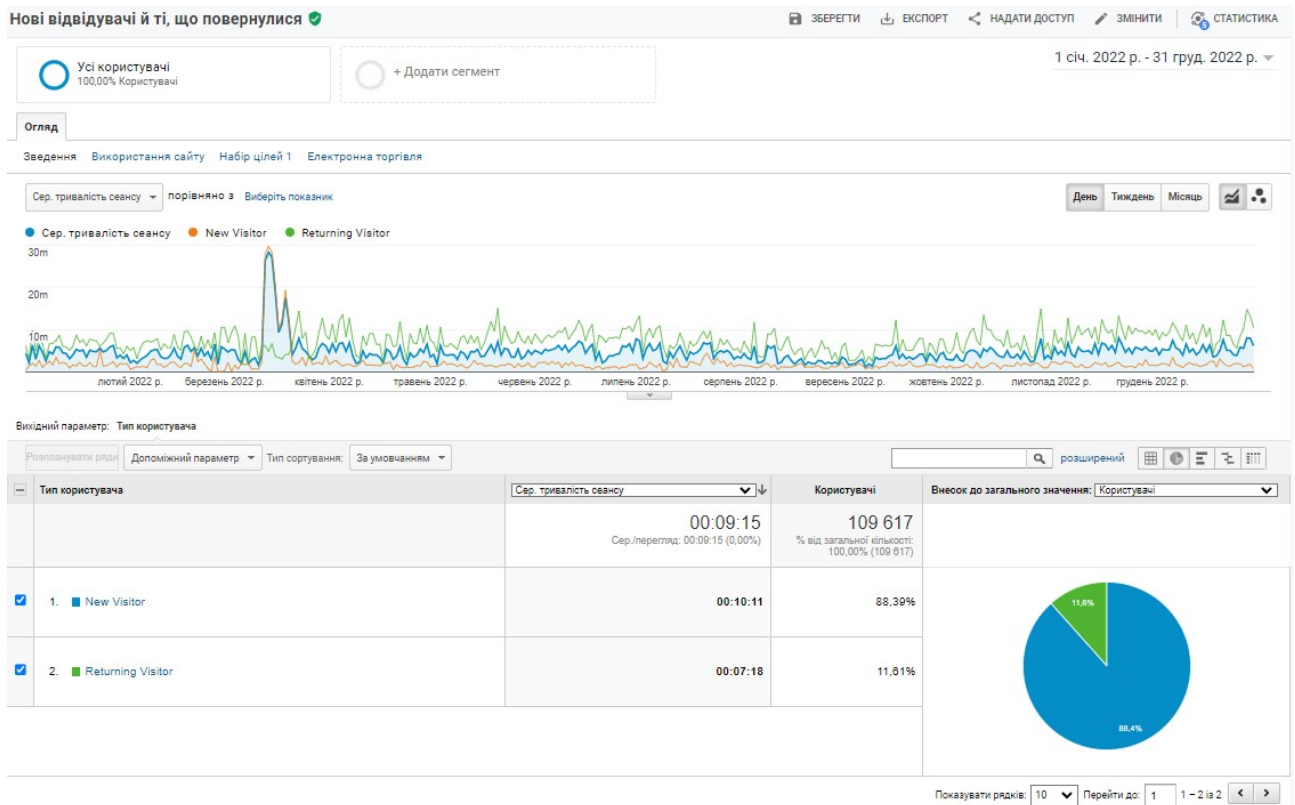 Нові відвідувачі й ті, що повернулися
ЗБЕРЕГТИ ЕКСПОРТ НАДАТИ ДОСТУП ЗМІНИТИ 5 СТАТИСТИКА
Усі користувачі
100,00% Користувачі
+ Додати сегмент
1 січ. 2022 р. - 31 груд. 2022 р.
Огляд
Зведення Використання сайту Набір цілей 1 Електронна торгівля
Сер. тривалість сеансу порівняно з Виберіть показник
День Тиждень Місяць
Сер. тривалість сеансу New Visitor Returning Visitor
30m
20m
10m
лютий 2022 р. березень 2022 р. квітень 2022 р. травень 2022 р. червень 2022 р. липень 2022 р. серпень 2022 р. вересень 2022 р. жовтень 2022 р. листопад 2022 р. грудень 2022 р.
Вихідний параметр: Тип користувача
Розпланувати ряди Допоміжний параметр Тип сортування: За умовчанням розширений
Тип користувача Сер. тривалість сеансу Користувачі Внесок до загального значення: Користувачі
00:09:15 109 617
Сер./перегляд: 00:09:15 (0,00%) % від загальної кількості:
100,00% (109 617)
1. New Visitor 00:10:11 88,39%
2. Returning Visitor 00:07:18 11,61%
11,6%
88,4%
Показувати рядків: 10 Перейти до: 1 1 – 2 із 2